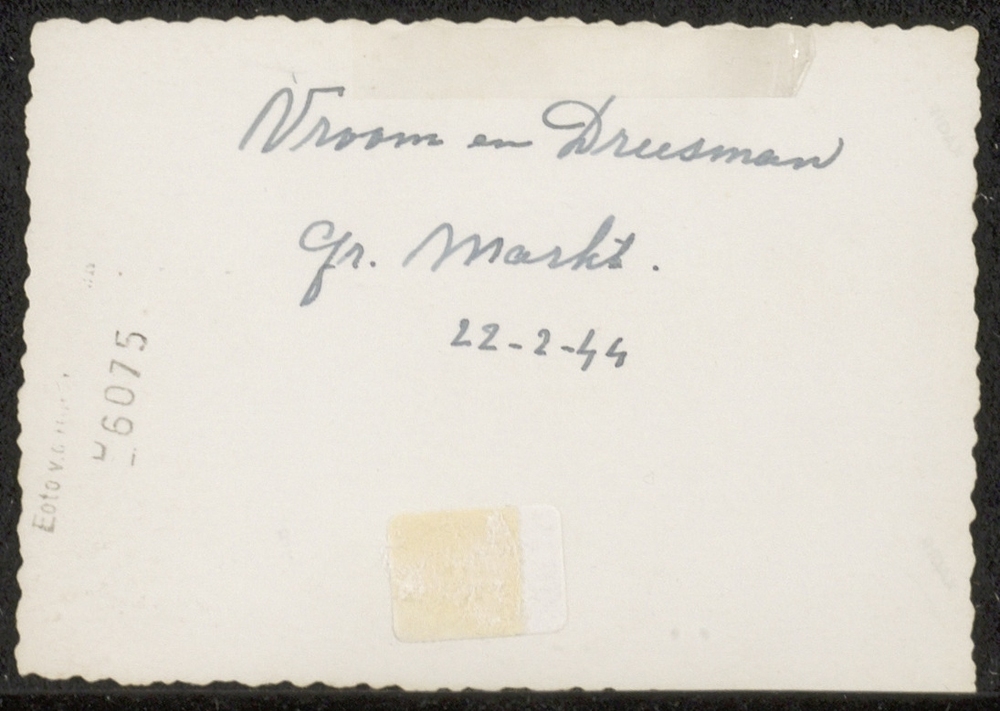 Vroom en Dreesman
Gr. Markt.
22-2-44
6075